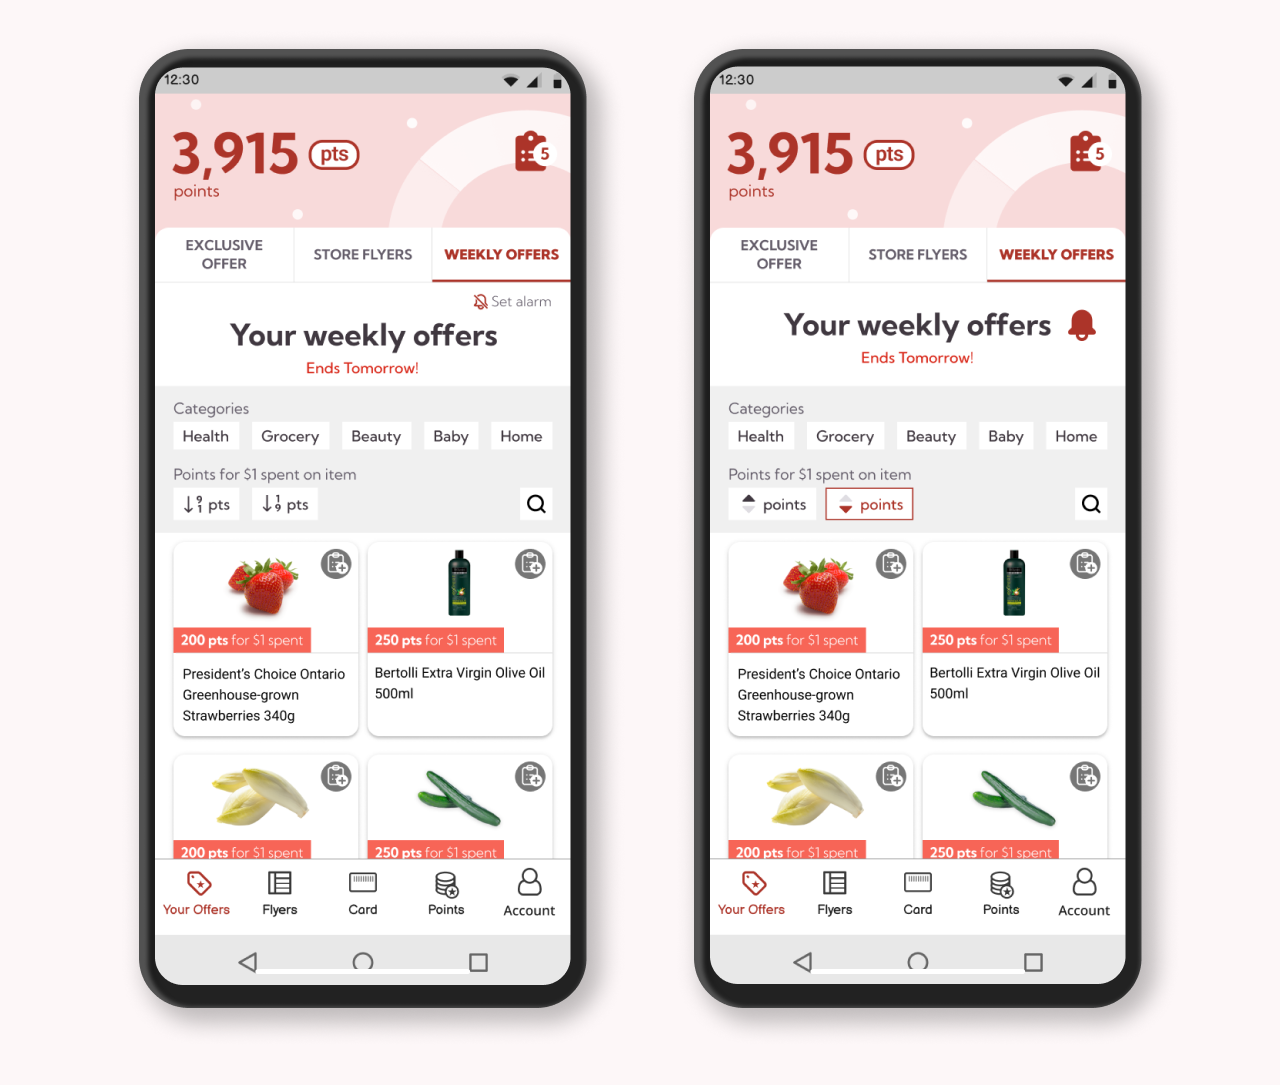 12:30
3,915 pts
points
5
EXCLUSIVE
OFFER
STORE FLYERS
WEEKLY OFFERS
Set alarm
Your weekly offers
Ends Tomorrow!
Categories
Health Grocery Beauty Baby Home
Points for $1 spent on item
9 1 pts 1 9 pts
200 pts for $1 spent
President's Choice Ontario
Greenhouse-grown
Strawberries 340g
250 pts for $1 spent
Bertolli Extra Virgin Olive Oil
500ml
200 pts for $1 spent
250 pts for $1 spent
Your Offers Flyers Card Points Account
12:30
3,915 pts
points
5
EXCLUSIVE
OFFER
STORE FLYERS
WEEKLY OFFERS
Your weekly offers
Ends Tomorrow!
Categories
Health Grocery Beauty Baby Home
Points for $1 spent on item
points points
200 pts for $1 spent
President's Choice Ontario
Greenhouse-grown
Strawberries 340g
250 pts for $1 spent
Bertolli Extra Virgin Olive Oil
500ml
200 pts for $1 spent
250 pts for $1 spent
Your Offers Flyers Card Points Account